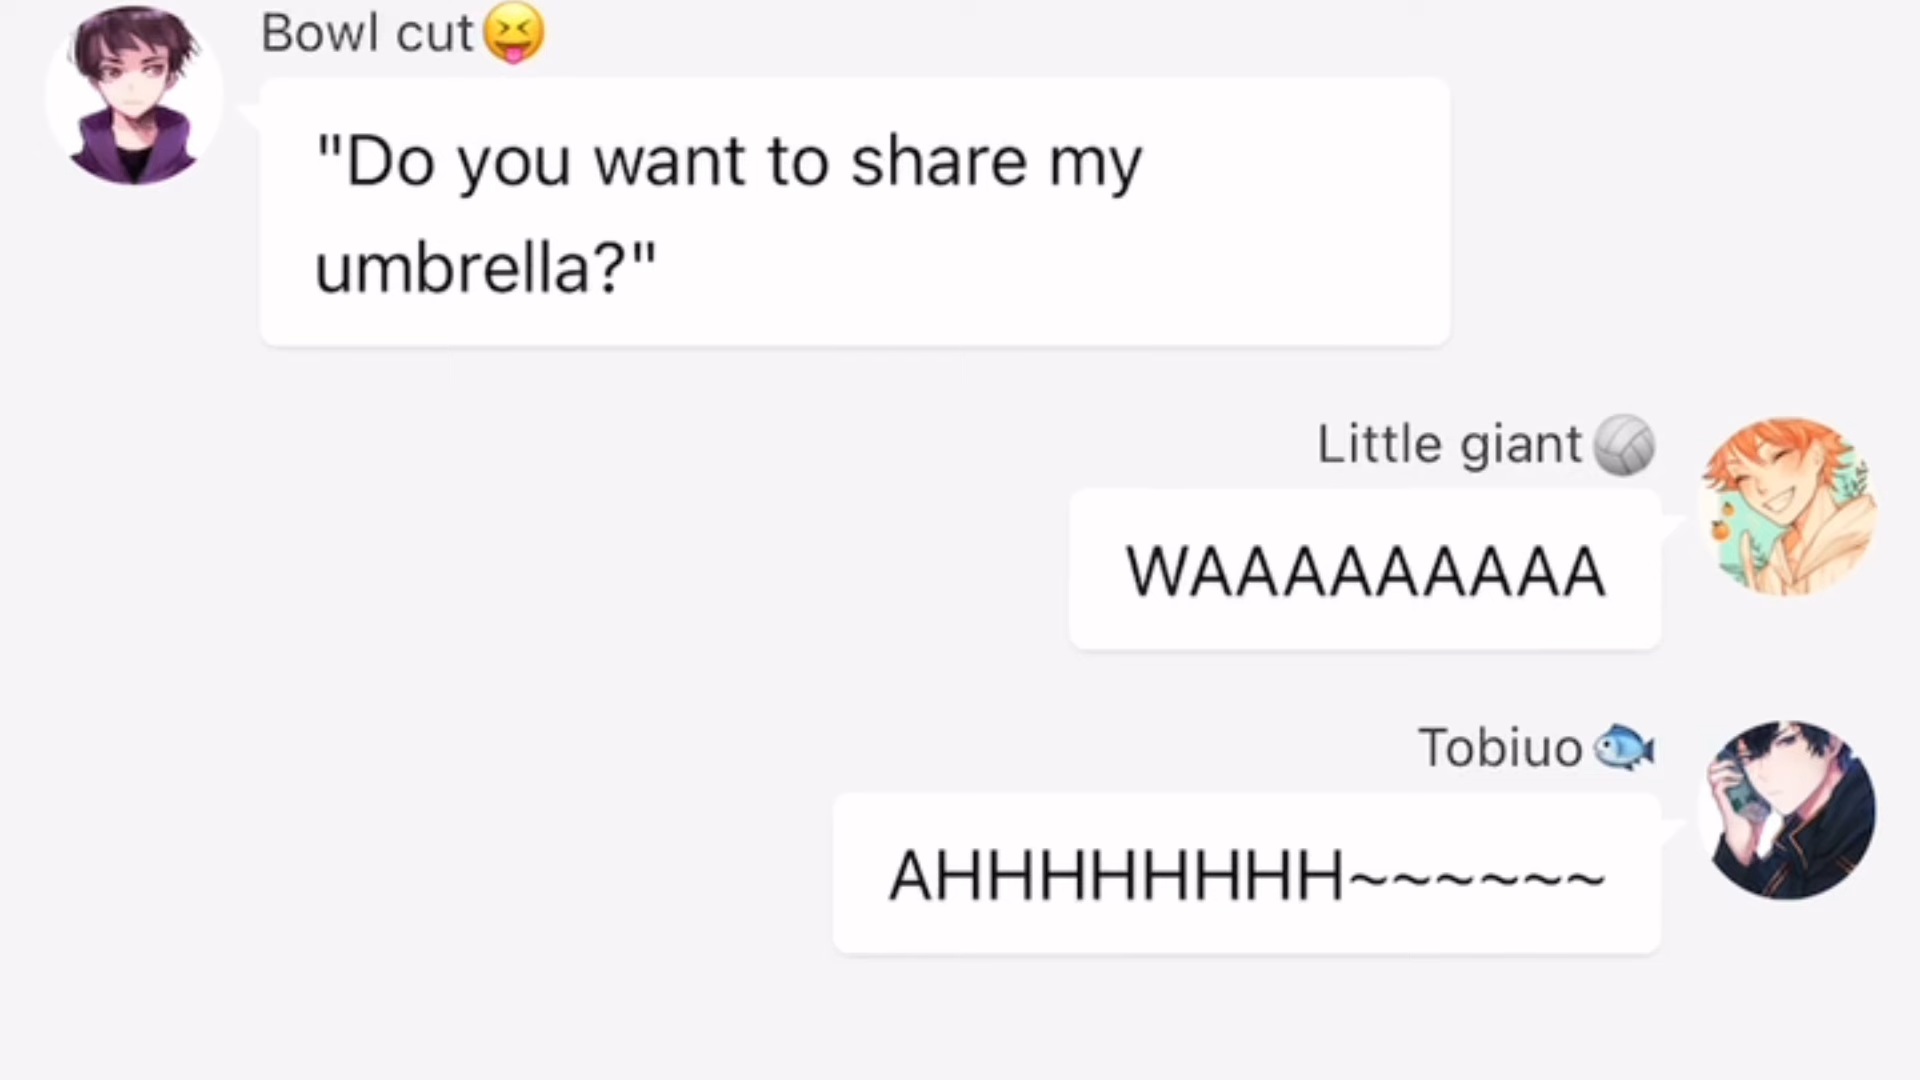 Bowl cut😝
"Do you want to share my
umbrella?"
Little giant🏐
WAAAAAAAAA
Tobiuo🐟
AHHHHHHHH~~~~~~